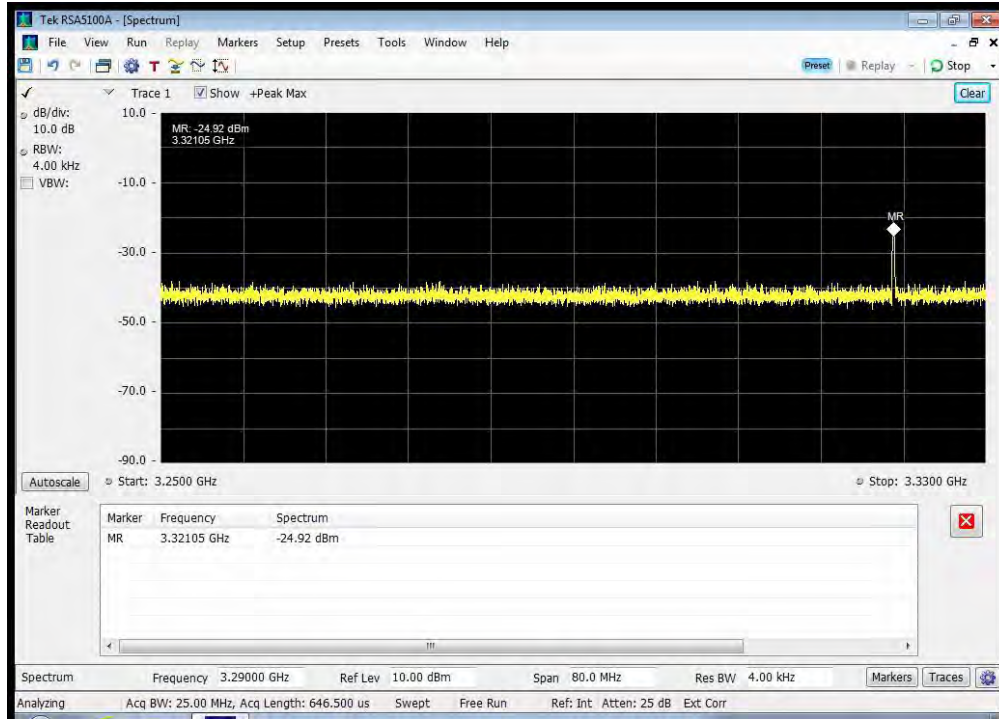 Tek RSA5100A - [Spectrum]
File View Run Replay Markers Setup Presets Tools Window Help
T Preset Replay Stop
Trace 1 Show +Peak Max Clear
dB/div:
10.0 dB
RBW:
4.00 kHz
VBW:
10.0
MR: -24.92 dBm
3.32105 GHz
-10.0
MR
-30.0
-50.0
-70.0
-90.0
Autoscale Start: 3.2500 GHz Stop: 3.3300 GHz
Marker
Readout
Table
Marker Frequency Spectrum
MR 3.32105 GHz -24.92 dBm
Spectrum Frequency 3.29000 GHz Ref Lev 10.00 dBm Span 80.0 MHz Res BW 4.00 kHz Markers Traces
Analyzing Acq BW: 25.00 MHz, Acq Length: 646.500 us Swept Free Run Ref: Int Atten: 25 dB Ext Corr